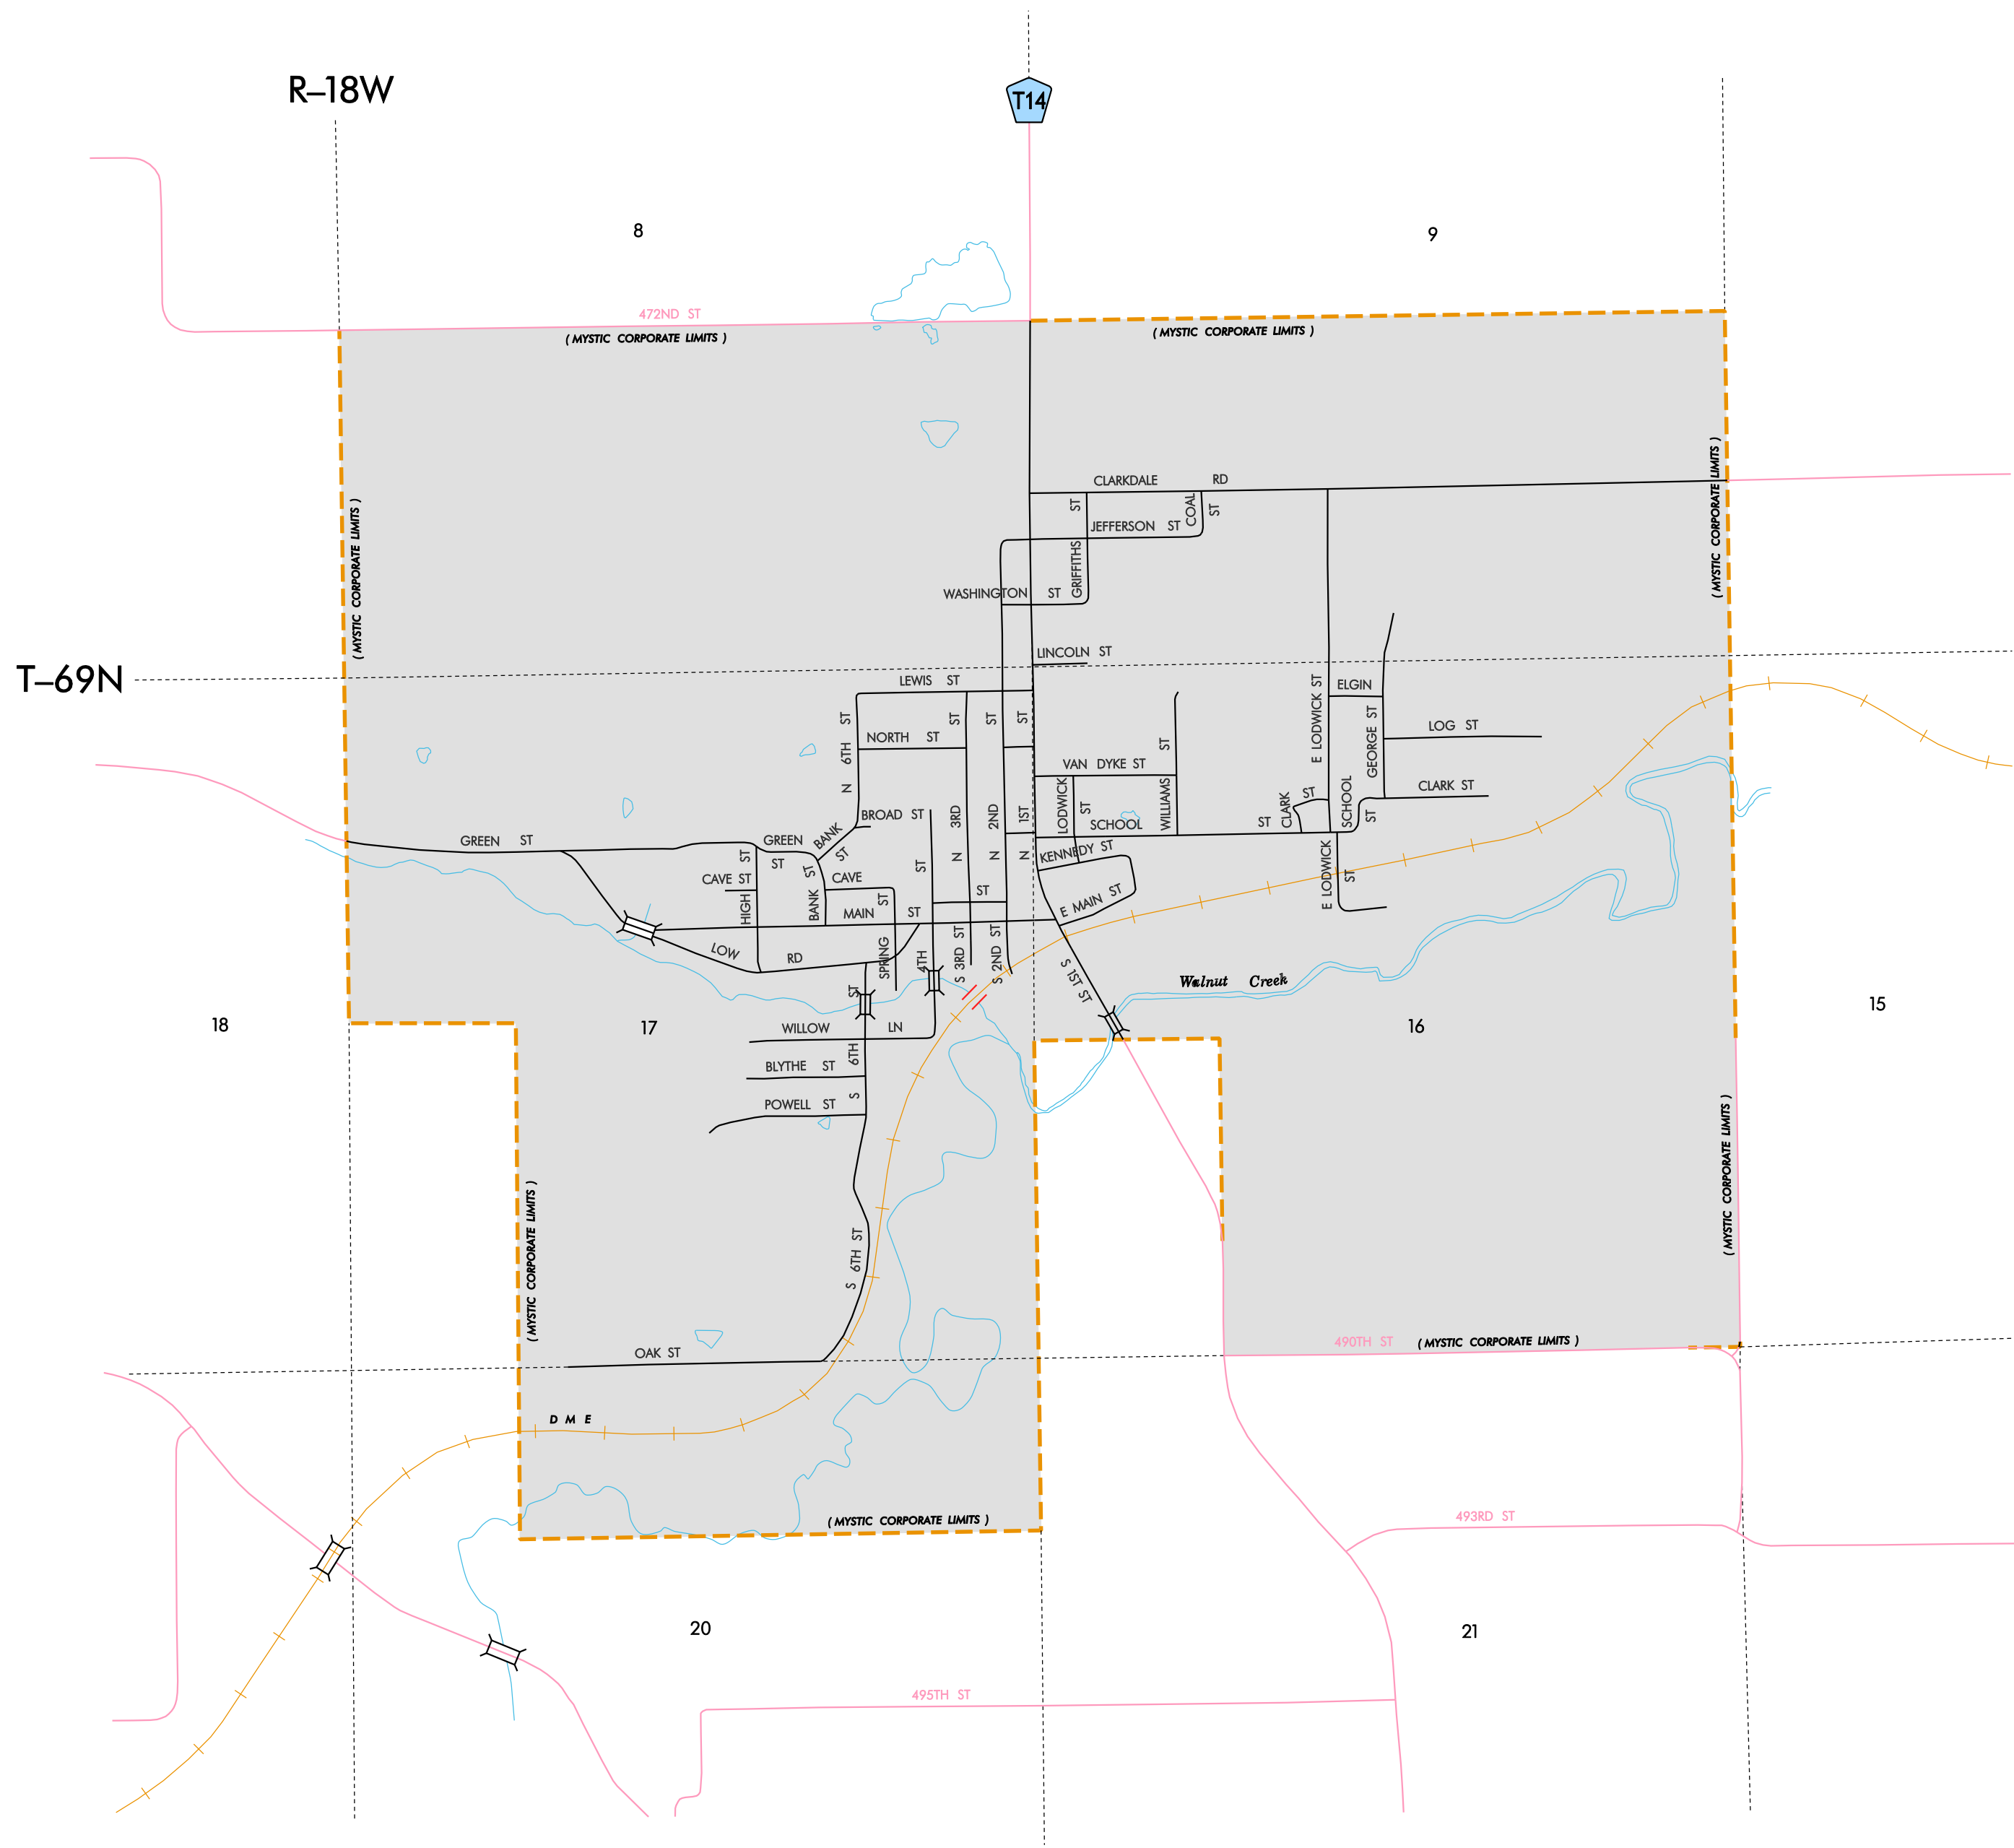 R–18W
T14
8
9
472ND ST
( MYSTIC CORPORATE LIMITS )
( MYSTIC CORPORATE LIMITS )
( MYSTIC CORPORATE LIMITS )
( MYSTIC CORPORATE LIMITS )
CLARKDALE RD
GRIFFITHS ST
COAL ST
JEFFERSON ST
WASHINGTON ST
LINCOLN ST
T–69N
LEWIS ST
E LODWICK ST
ELGIN
N 6TH ST
NORTH ST
N 3RD ST
N 2ND ST
N 1ST ST
GEORGE ST
LOG ST
VAN DYKE ST
LODWICK ST
WILLIAMS ST
CLARK ST
SCHOOL ST
CLARK ST
BROAD ST
SCHOOL ST
GREEN ST
GREEN ST
BANK ST
KENNEDY ST
CAVE ST
HIGH ST
BANK ST
CAVE ST
E LODWICK ST
MAIN ST
E MAIN ST
LOW RD
SPRING ST
4TH ST
S 3RD ST
S 2ND ST
S 1ST ST
Walnut Creek
18
17
16
15
WILLOW LN
S 6TH ST
BLYTHE ST
POWELL ST
( MYSTIC CORPORATE LIMITS )
( MYSTIC CORPORATE LIMITS )
S 6TH ST
OAK ST
490TH ST
( MYSTIC CORPORATE LIMITS )
D M E
( MYSTIC CORPORATE LIMITS )
493RD ST
20
21
495TH ST